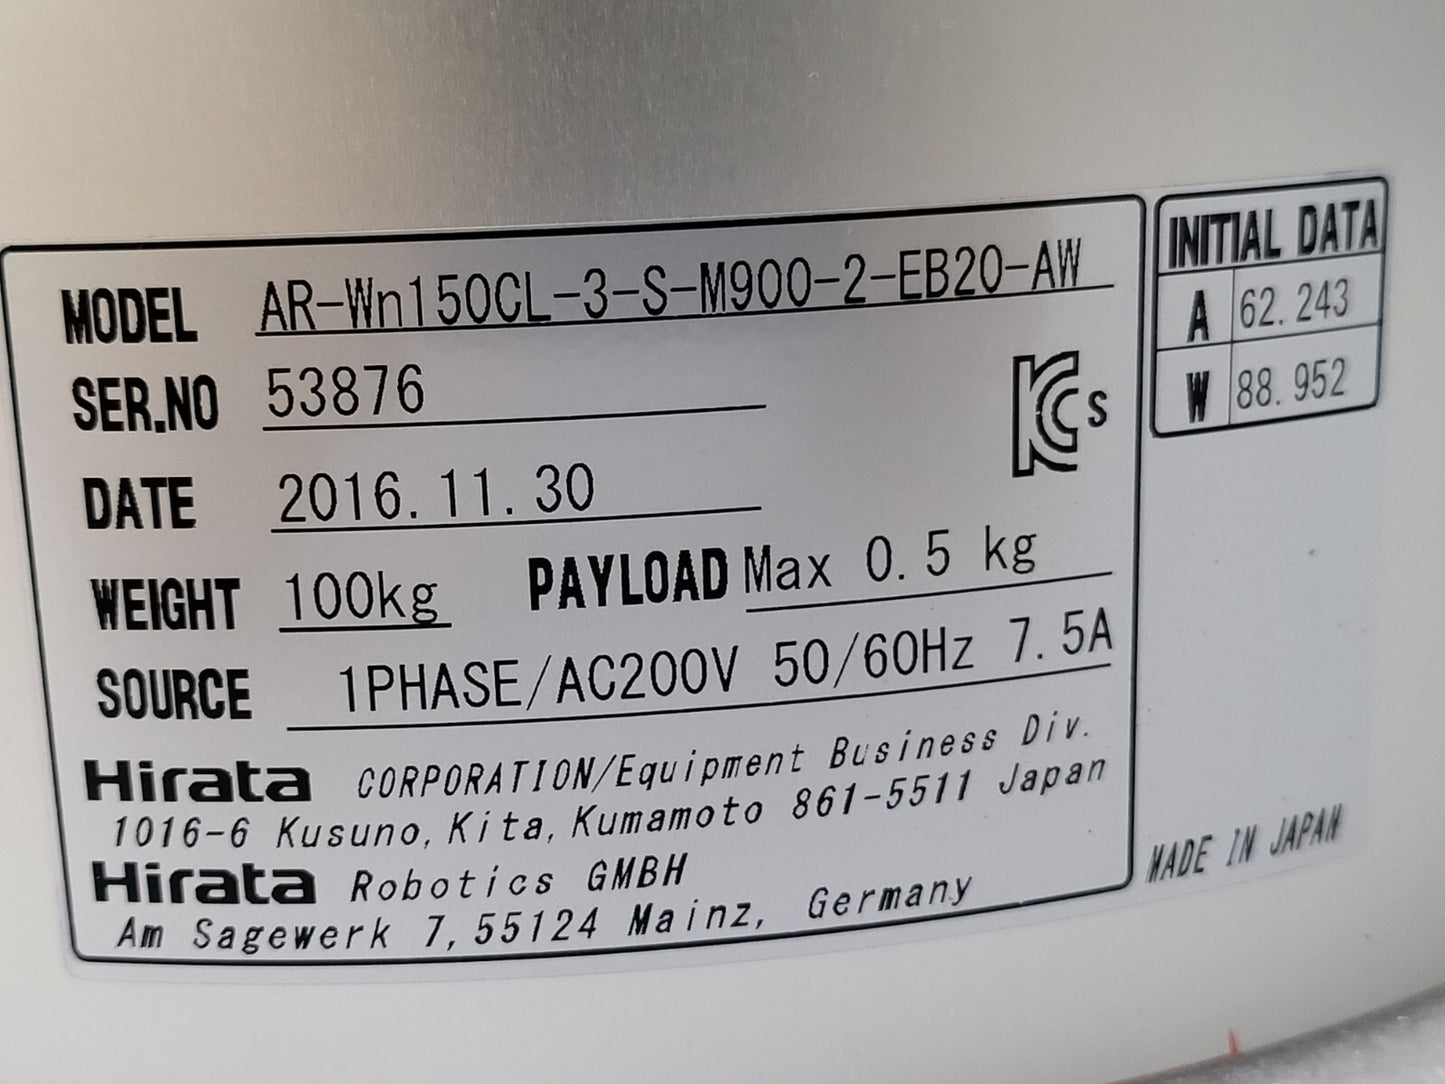 MODEL AR-Wn150CL-3-S-M900-2-EB20-AW
SER.NO 53876
KCs
DATE 2016.11.30
WEIGHT 100kg PAYLOAD Max 0.5 kg
SOURCE 1PHASE/AC200V 50/60Hz 7.5A
Hirata CORPORATION/Equipment Business Div.
1016-6 Kusuno, Kita, Kumamoto 861-5511 Japan
Hirata Robotics GMBH
Am Sagewerk 7, 55124 Mainz, Germany
INITIAL DATA
A 62.243
W 88.952
MADE IN JAPAN